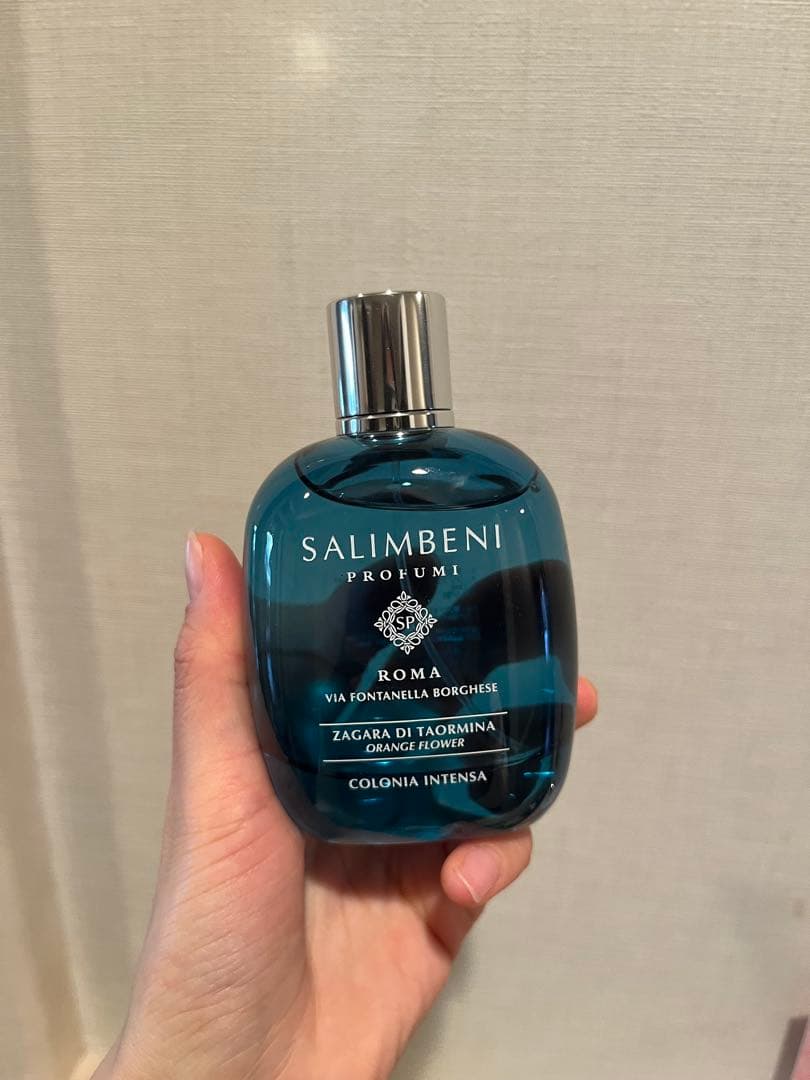 SALIMBENI
PROFUMI
SP
ROMA
VIA FONTANELLA BORGHESE
ZAGARA DI TAORMINA
ORANGE FLOWER
COLONIA INTENSA